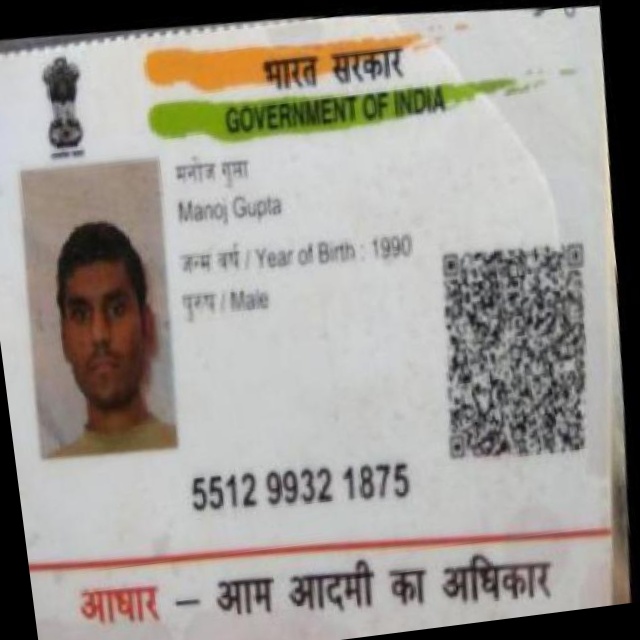 भारत सरकार
GOVERNMENT OF INDIA
मनोज गुप्ता
Manoj Gupta
जन्म वर्ष / Year of Birth : 1990
पुरुष / Male
5512 9932 1875
आधार – आम आदमी का अधिकार